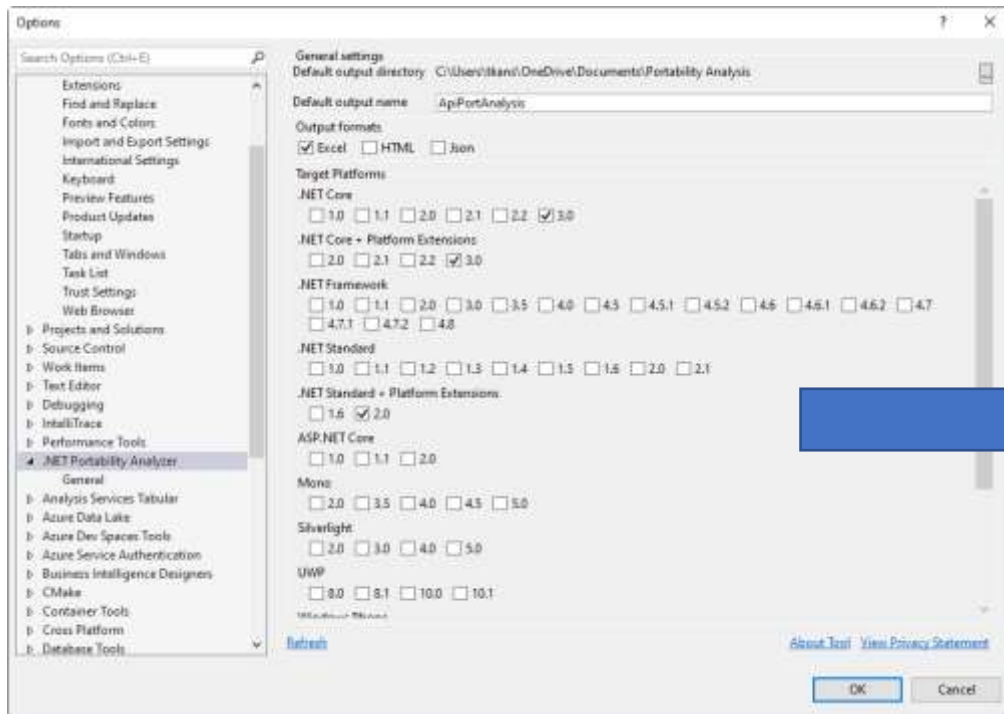 Options
?
Search Options (Ctrl+E)
Extensions
Find and Replace
Fonts and Colors
Import and Export Settings
International Settings
Keyboard
Preview Features
Product Updates
Startup
Tabs and Windows
Task List
Trust Settings
Web Browser
Projects and Solutions
Source Control
Work Items
Text Editor
Debugging
IntelliTrace
Performance Tools
.NET Portability Analyzer
General
Analysis Services Tabular
Azure Data Lake
Azure Dev Spaces Tools
Azure Service Authentication
Business Intelligence Designers
CMake
Container Tools
Cross Platform
Database Tools
General settings
Default output directory C:\Users\tkans\OneDrive\Documents\Portability Analysis
...
Default output name ApiPortAnalysis
Output formats
Excel HTML Json
Target Platforms
.NET Core
1.0 1.1 2.0 2.1 2.2 3.0
.NET Core + Platform Extensions
2.0 2.1 2.2 3.0
.NET Framework
1.0 1.1 2.0 3.0 3.5 4.0 4.5 4.5.1 4.5.2 4.6 4.6.1 4.6.2 4.7
4.7.1 4.7.2 4.8
.NET Standard
1.0 1.1 1.2 1.3 1.4 1.5 1.6 2.0 2.1
.NET Standard + Platform Extensions
1.6 2.0
ASP.NET Core
1.0 1.1 2.0
Mono
2.0 3.5 4.0 4.5 5.0
Silverlight
2.0 3.0 4.0 5.0
UWP
8.0 8.1 10.0 10.1
Windows Phone
Refresh
About Tool View Privacy Statement
OK Cancel